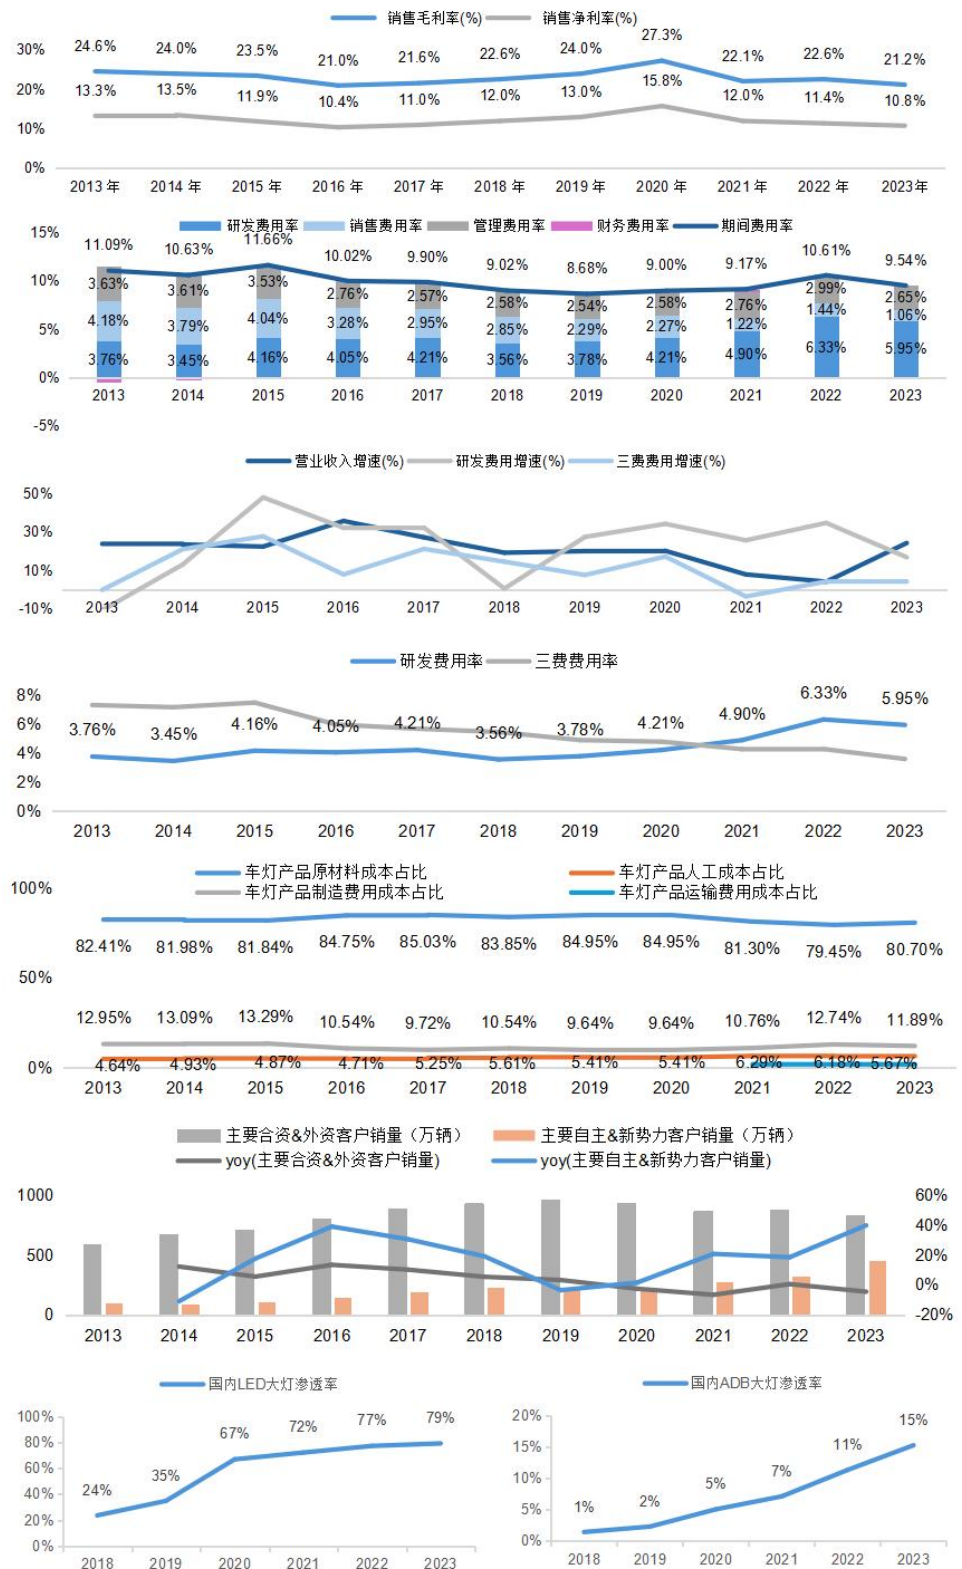 销售毛利率(%) 销售净利率(%)
30% 24.6% 24.0% 23.5% 21.0% 21.6% 22.6% 24.0% 27.3% 22.1% 22.6% 21.2%
20% 13.3% 13.5% 11.9% 10.4% 11.0% 12.0% 13.0% 15.8% 12.0% 11.4% 10.8%
10%
0%
2013年 2014年 2015年 2016年 2017年 2018年 2019年 2020年 2021年 2022年 2023年
研发费用率 销售费用率 管理费用率 财务费用率 期间费用率
15% 11.09% 10.63% 11.66% 10.02% 9.90% 9.02% 8.68% 9.00% 9.17% 10.61% 9.54%
10% 3.63% 3.61% 3.53% 2.76% 2.57% 2.58% 2.54% 2.58% 2.76% 2.99% 2.65%
5% 4.18% 3.79% 4.04% 3.28% 2.95% 2.85% 2.29% 2.27% 1.22% 1.44% 1.06%
3.76% 3.45% 4.16% 4.05% 4.21% 3.56% 3.78% 4.21% 4.90% 6.33% 5.95%
0%
2013 2014 2015 2016 2017 2018 2019 2020 2021 2022 2023
-5%
营业收入增速(%) 研发费用增速(%) 三费费用增速(%)
50%
30%
10%
-10% 2013 2014 2015 2016 2017 2018 2019 2020 2021 2022 2023
研发费用率 三费费用率
8%
6% 3.76% 3.45% 4.16% 4.05% 4.21% 3.56% 3.78% 4.21% 4.90% 6.33% 5.95%
4%
2%
0%
2013 2014 2015 2016 2017 2018 2019 2020 2021 2022 2023
车灯产品原材料成本占比 车灯产品人工成本占比
车灯产品制造费用成本占比 车灯产品运输费用成本占比
100%
82.41% 81.98% 81.84% 84.75% 85.03% 83.85% 84.95% 84.95% 81.30% 79.45% 80.70%
50%
12.95% 13.09% 13.29% 10.54% 9.72% 10.54% 9.64% 9.64% 10.76% 12.74% 11.89%
0% 4.64% 4.93% 4.87% 4.71% 5.25% 5.61% 5.41% 5.41% 6.29% 6.18% 5.67%
2013 2014 2015 2016 2017 2018 2019 2020 2021 2022 2023
主要合资&外资客户销量（万辆） 主要自主&新势力客户销量（万辆）
yoy(主要合资&外资客户销量) yoy(主要自主&新势力客户销量)
1000 60%
40%
500 20%
0%
0 -20%
2013 2014 2015 2016 2017 2018 2019 2020 2021 2022 2023
国内LED大灯渗透率
100%
80%
60%
40%
20%
0%
24% 35% 67% 72% 77% 79%
2018 2019 2020 2021 2022 2023
国内ADB大灯渗透率
20%
15%
10%
5%
0%
1% 2% 5% 7% 11% 15%
2018 2019 2020 2021 2022 2023